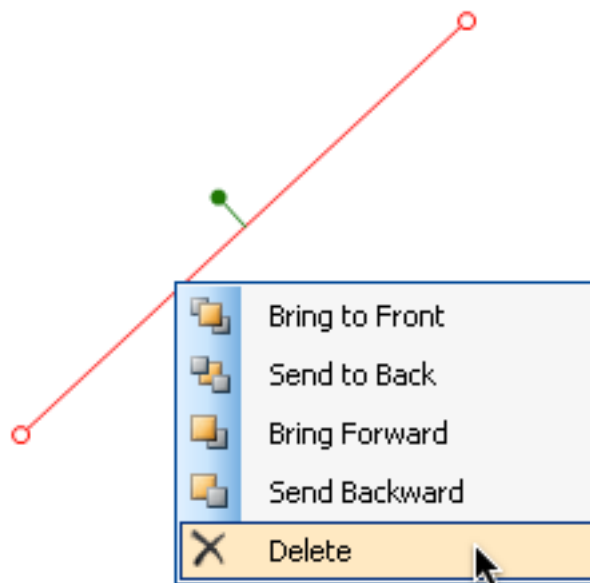 Bring to Front
Send to Back
Bring Forward
Send Backward
Delete